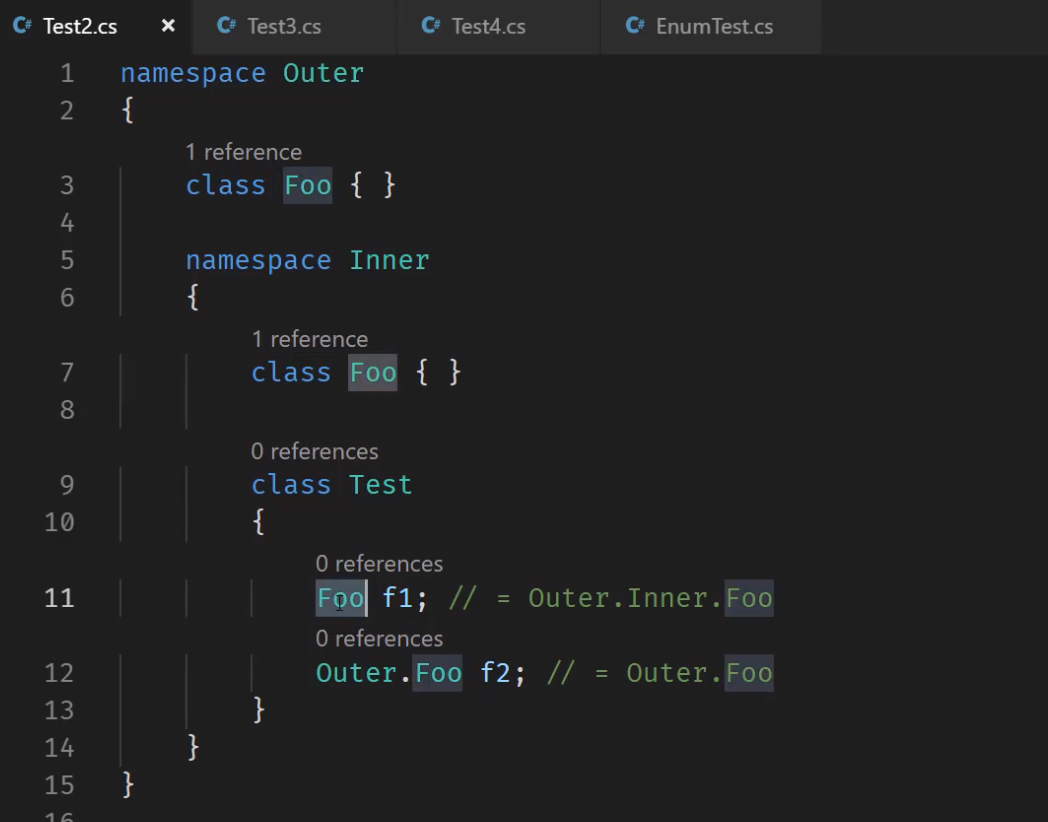 Test2.cs × Test3.cs Test4.cs EnumTest.cs
1 namespace Outer
2 {
1 reference
3 class Foo { }
4
5 namespace Inner
6 {
1 reference
7 class Foo { }
8
0 references
9 class Test
10 {
0 references
11 Foo f1; // = Outer.Inner.Foo
0 references
12 Outer.Foo f2; // = Outer.Foo
13 }
14 }
15 }
16